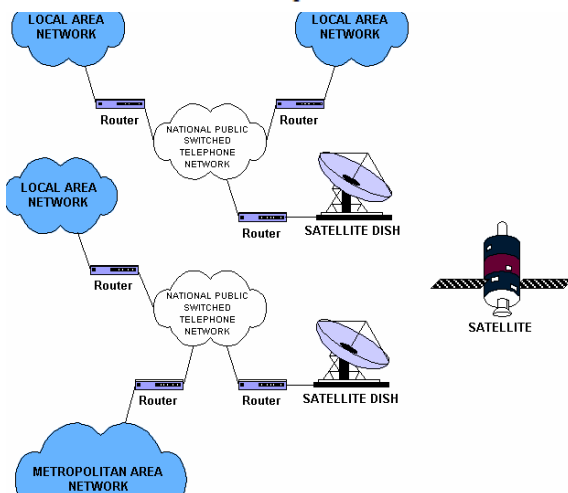 LOCAL AREA
NETWORK
LOCAL AREA
NETWORK
Router
Router
NATIONAL PUBLIC
SWITCHED
TELEPHONE
NETWORK
Router
SATELLITE DISH
LOCAL AREA
NETWORK
Router
NATIONAL PUBLIC
SWITCHED
TELEPHONE
NETWORK
SATELLITE
Router
Router
SATELLITE DISH
METROPOLITAN AREA
NETWORK